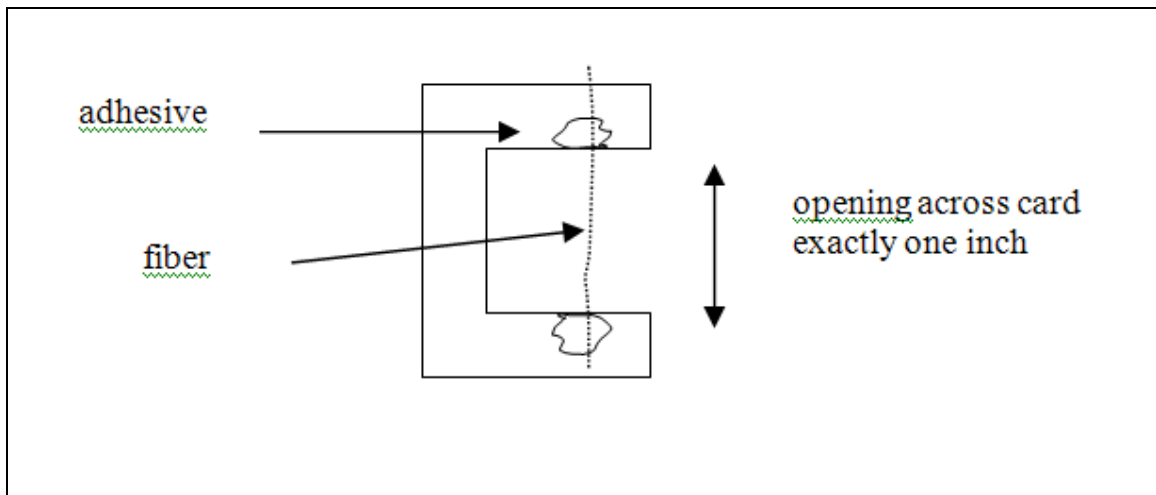 adhesive
fiber
opening across card
exactly one inch